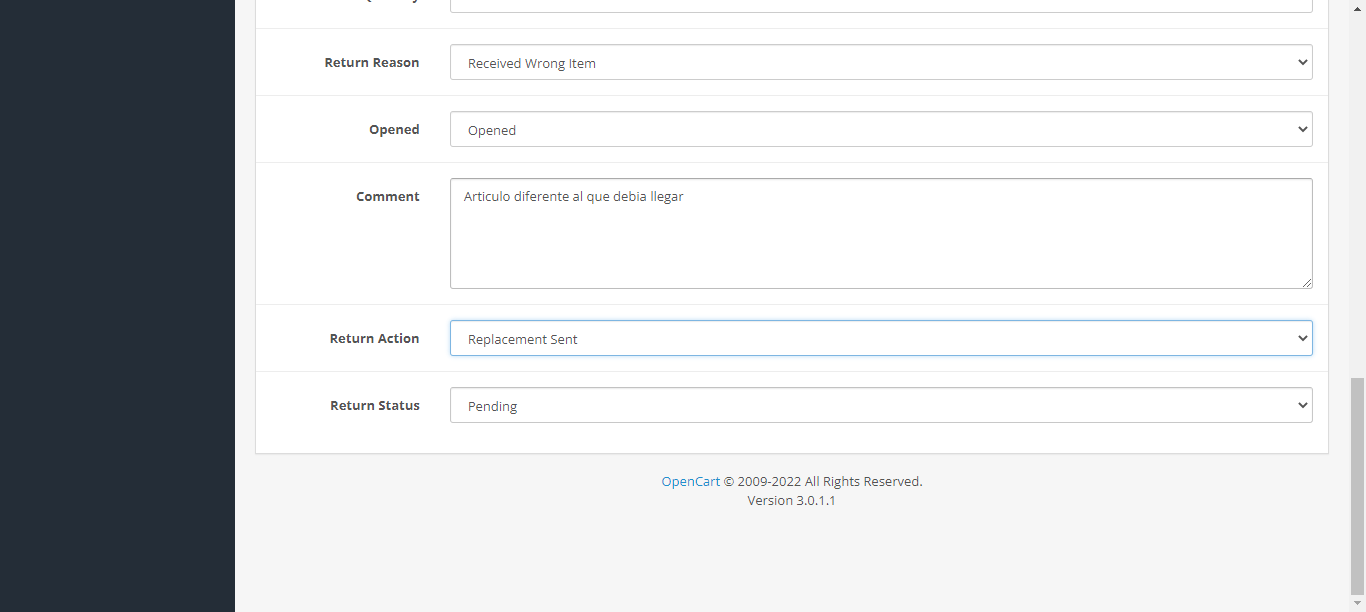 Return Reason
Received Wrong Item
Opened
Opened
Comment
Articulo diferente al que debia llegar
Return Action
Replacement Sent
Return Status
Pending
OpenCart © 2009-2022 All Rights Reserved.
Version 3.0.1.1